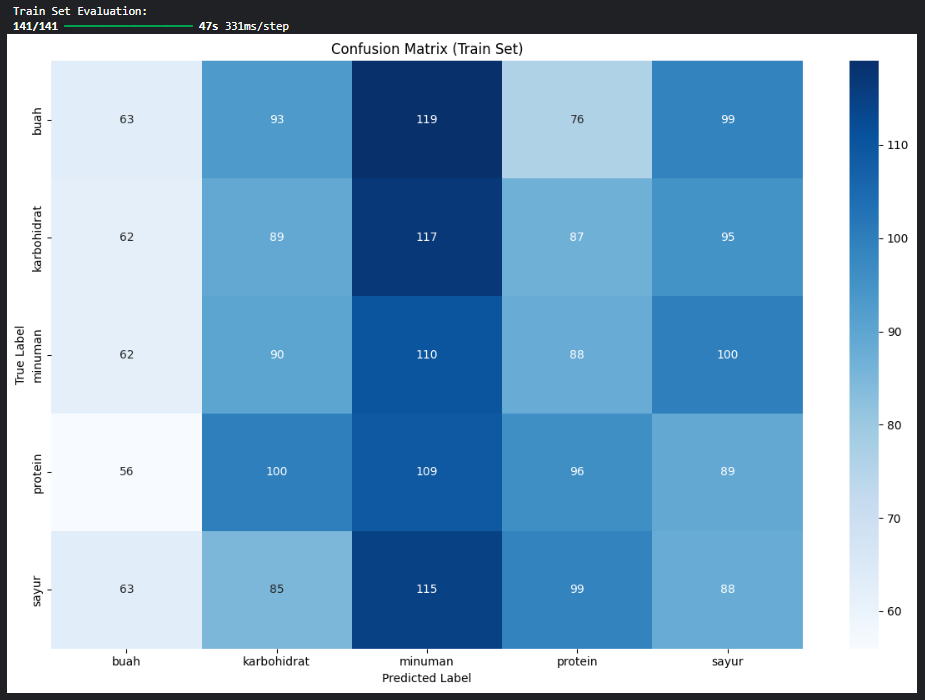 Train Set Evaluation:
141/141 47s 331ms/step
Confusion Matrix (Train Set)
buah 63 93 119 76 99
karbohidrat 62 89 117 87 95
minuman 62 90 110 88 100
protein 56 100 109 96 89
sayur 63 85 115 99 88
True Label
buah karbohidrat minuman protein sayur
Predicted Label
110
100
90
80
70
60